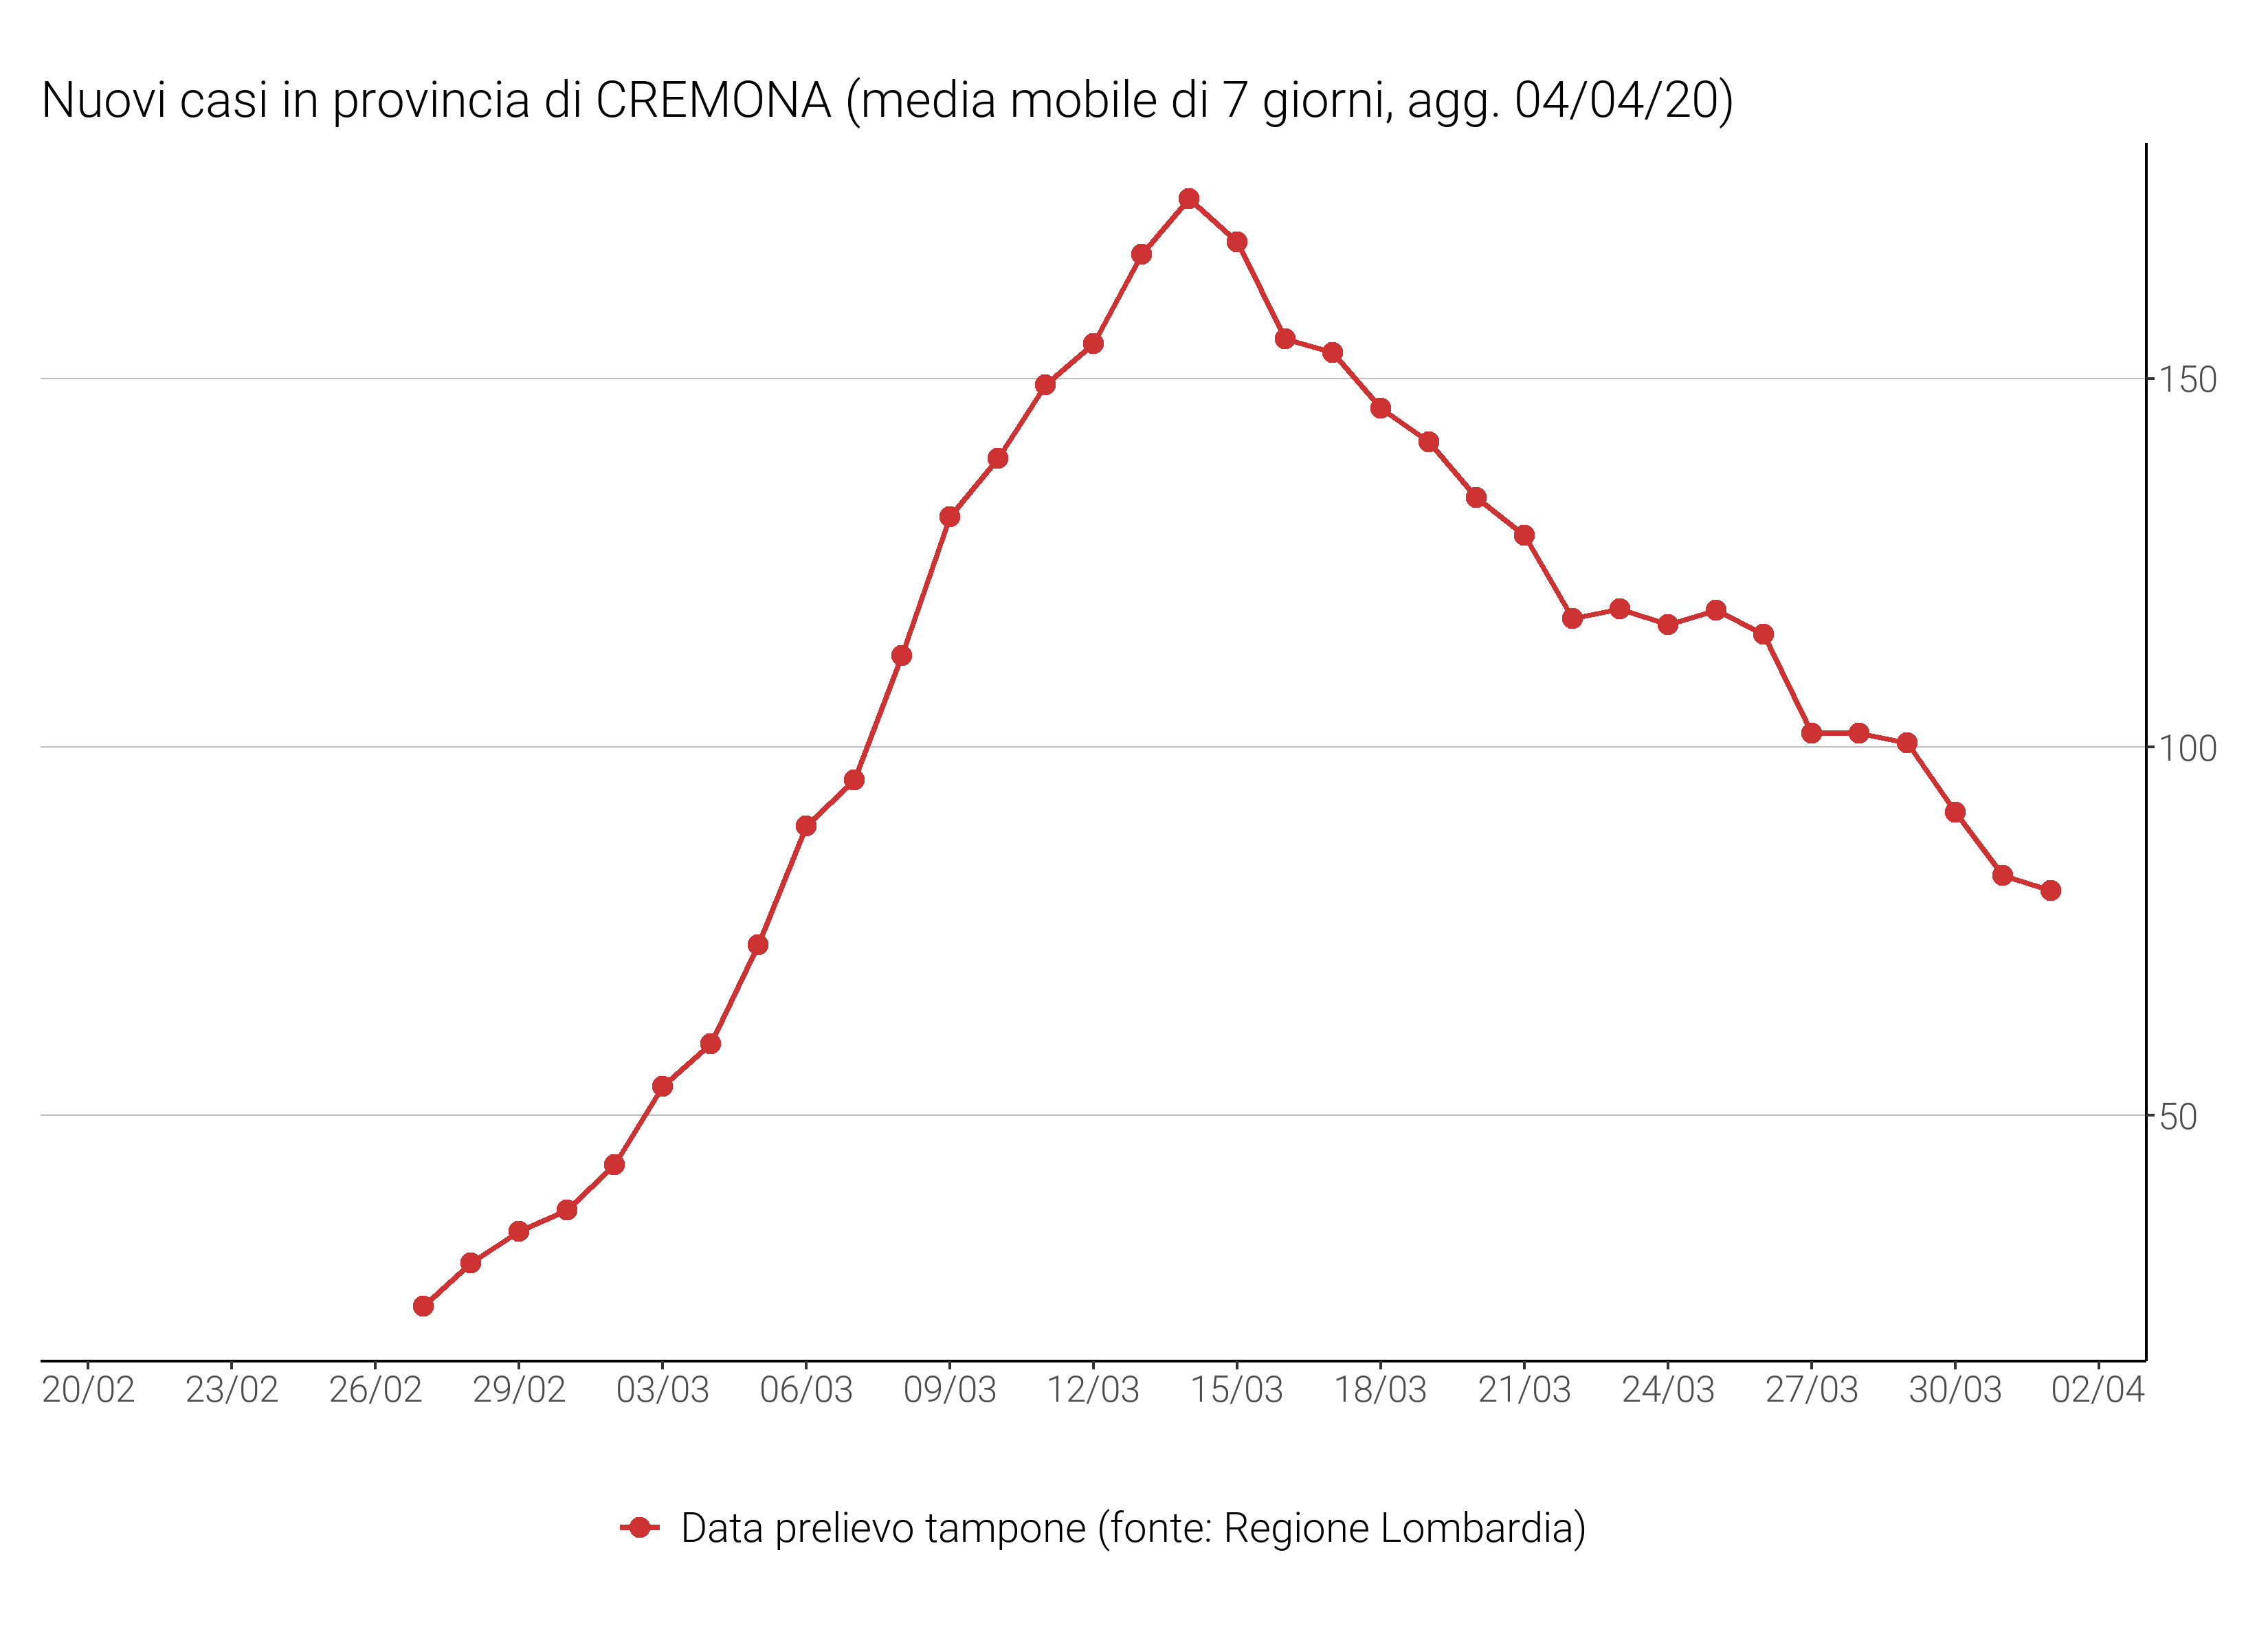 Nuovi casi in provincia di CREMONA (media mobile di 7 giorni, agg. 04/04/20)
150
100
50
20/02 23/02 26/02 29/02 03/03 06/03 09/03 12/03 15/03 18/03 21/03 24/03 27/03 30/03 02/04
Data prelievo tampone (fonte: Regione Lombardia)